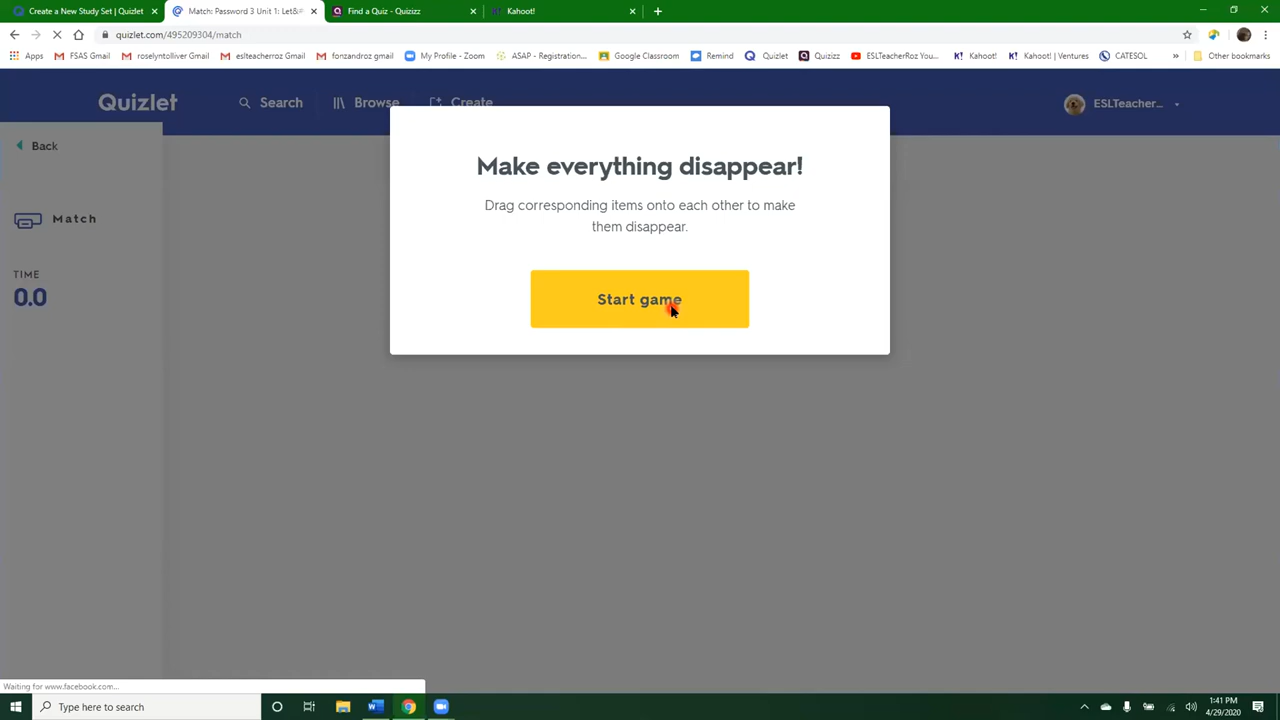 Create a New Study Set | Quizlet
Match: Password 3 Unit 1: Let&#
Find a Quiz - Quizizz
Kahoot!
quizlet.com/495209304/match
Apps
FSAS Gmail
roselyntolliver Gmail
eslteacherroz Gmail
fonzandroz gmail
My Profile - Zoom
ASAP - Registration...
Google Classroom
Remind
Quizlet
Quizizz
ESLTeacherRoz You...
Kahoot!
Kahoot! | Ventures
CATESOL
»
Other bookmarks
Quizlet
Search
Browse
Create
ESLTeacher...
Back
Match
TIME
0.0
Make everything disappear!
Drag corresponding items onto each other to make
them disappear.
Start game
Waiting for www.facebook.com...
Type here to search
1:41 PM
4/29/2020